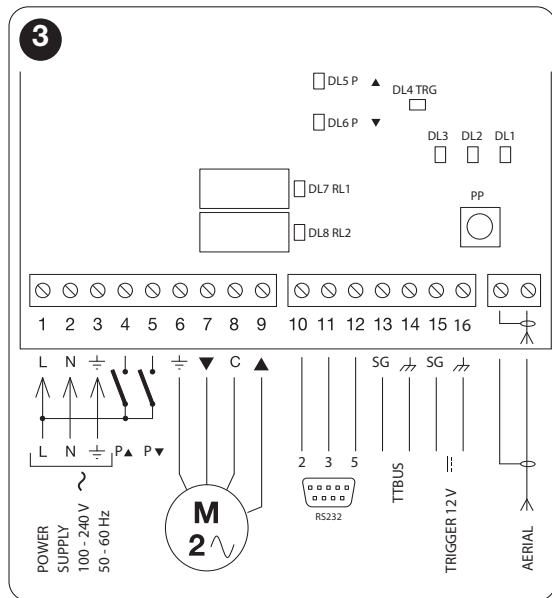 3
DL5 P ▲
DL4 TRG
DL6 P ▼
DL3 DL2 DL1
DL7 RL1
PP
DL8 RL2
1 2 3 4 5 6 7 8 9 10 11 12 13 14 15 16
L N ⏚ ▼ C ▲ SG SG
L N ⏚ P▲ P▼
2 3 5
~
POWER
SUPPLY
100 - 240 V
50 - 60 Hz
M
2
RS232
TTBUS
TRIGGER 12 V
AERIAL